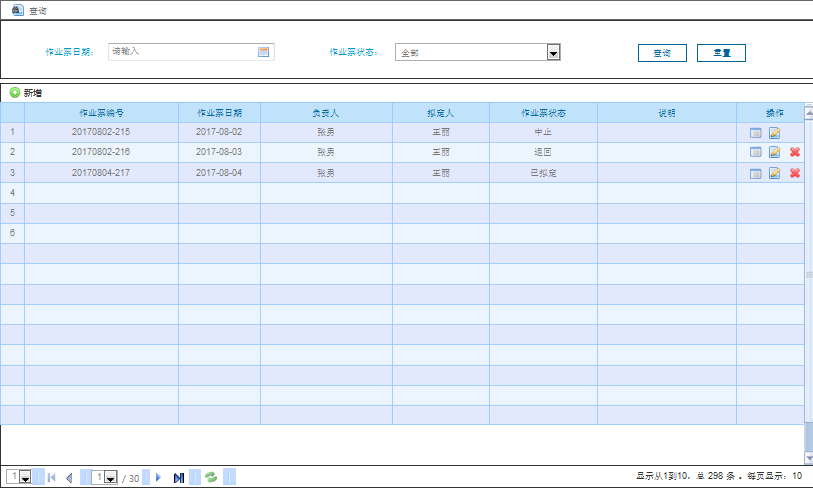 查询
作业票日期： 请输入 作业票状态： 全部 查询 重置
新增
作业票编号 作业票日期 负责人 拟定人 作业票状态 说明 操作
1 20170802-215 2017-08-02 张勇 王丽 中止
2 20170802-216 2017-08-03 张勇 王丽 退回
3 20170804-217 2017-08-04 张勇 王丽 已拟定
4
5
6
1 1 / 30 显示从1到10，总 298 条 。每页显示：10